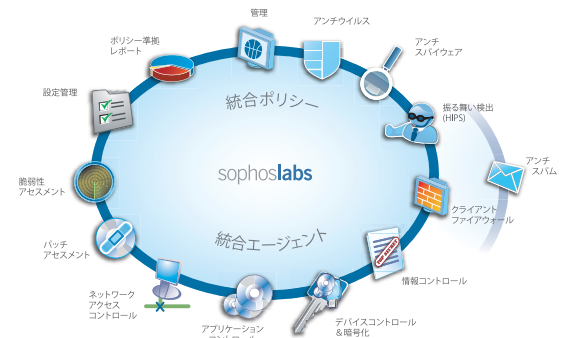 管理
アンチウイルス
アンチ
スパイウェア
振る舞い検出
(HIPS)
アンチ
スパム
クライアント
ファイアウォール
情報コントロール
デバイスコントロール
&暗号化
アプリケーション
コントロール
ネットワーク
アクセス
コントロール
パッチ
アセスメント
脆弱性
アセスメント
設定管理
ポリシー準拠
レポート
統合ポリシー
sophoslabs
統合エージェント